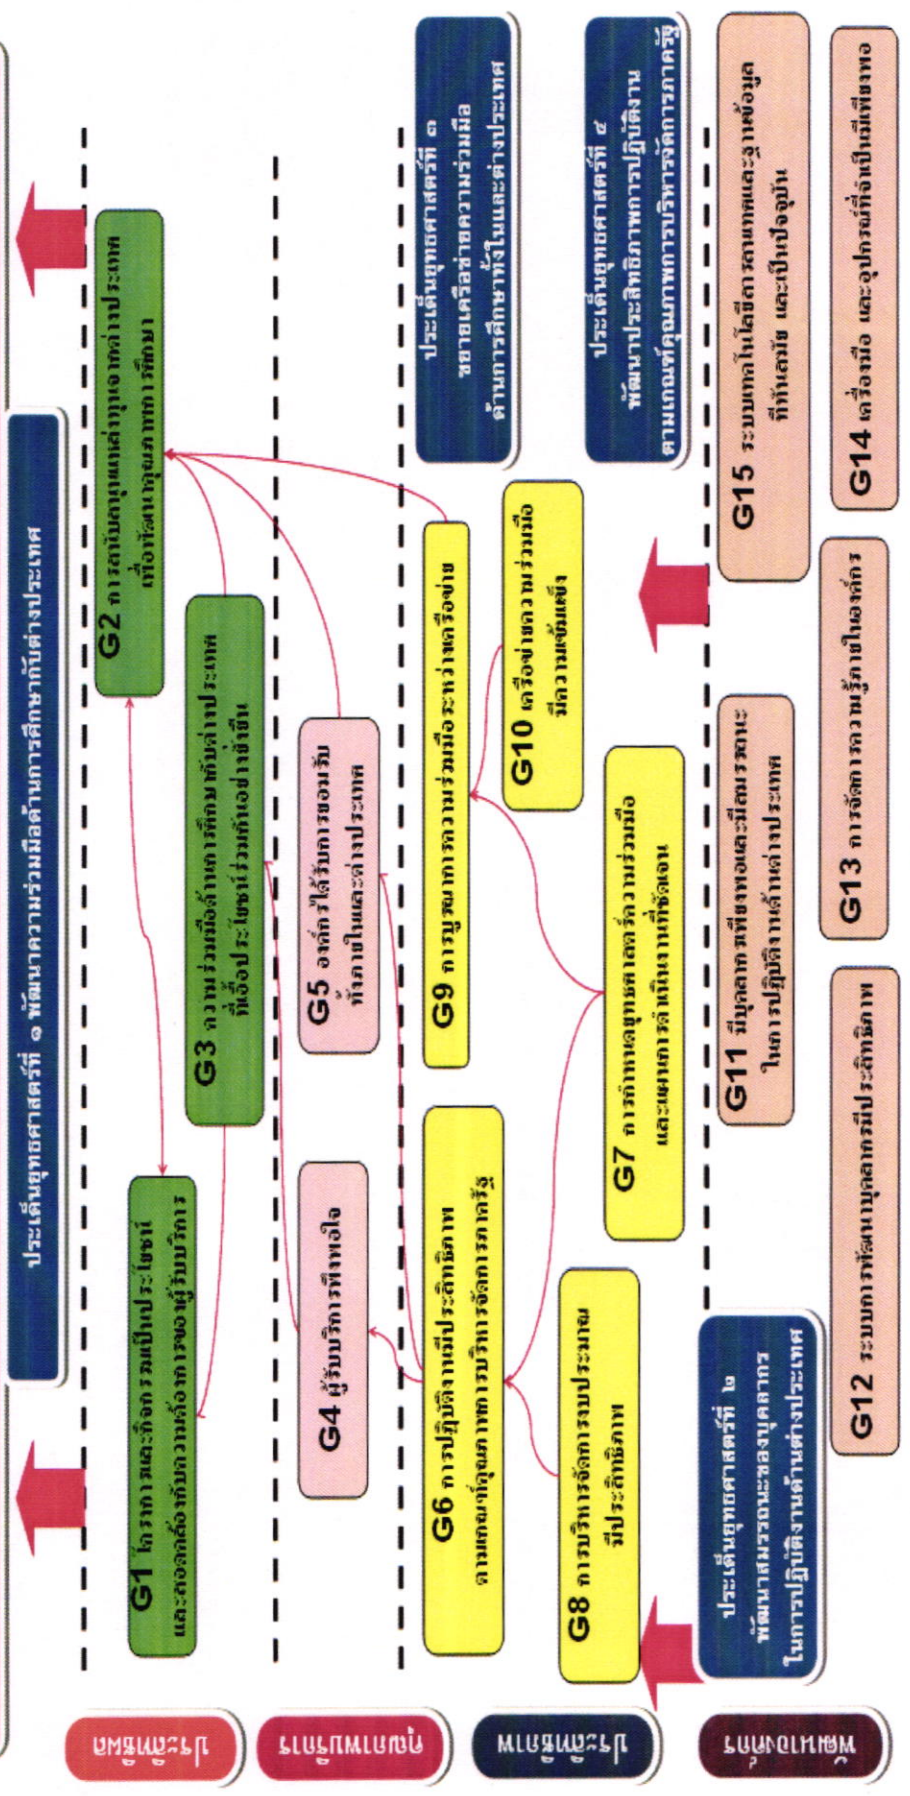 ประเด็นยุทธศาสตร์ที่ ๑ พัฒนาความร่วมมือด้านการศึกษากับต่างประเทศ
ประสิทธิผล
G1 โครงการและกิจกรรมเป็นประโยชน์
และสอดคล้องกับความต้องการของผู้รับบริการ
G2 การสนับสนุนแหล่งทุนจากต่างประเทศ
เพื่อพัฒนาคุณภาพการศึกษา
G3 ความร่วมมือด้านการศึกษากับต่างประเทศ
ที่เอื้อประโยชน์ร่วมกันอย่างยั่งยืน
คุณภาพบริการ
G4 ผู้รับบริการพึงพอใจ
G5 องค์กรได้รับการยอมรับ
ทั้งภายในและต่างประเทศ
ประสิทธิภาพ
G6 การปฏิบัติงานมีประสิทธิภาพ
ตามเกณฑ์คุณภาพการบริหารจัดการภาครัฐ
G9 การบูรณาการความร่วมมือระหว่างเครือข่าย
ประเด็นยุทธศาสตร์ที่ ๓
ขยายเครือข่ายความร่วมมือ
ด้านการศึกษาทั้งในและต่างประเทศ
G8 การบริหารจัดการงบประมาณ
มีประสิทธิภาพ
G7 การกำหนดยุทธศาสตร์ความร่วมมือ
และแผนการดำเนินงานที่ชัดเจน
G10 เครือข่ายความร่วมมือ
มีความเข้มแข็ง
ประเด็นยุทธศาสตร์ที่ ๔
พัฒนาประสิทธิภาพการปฏิบัติงาน
ตามเกณฑ์คุณภาพการบริหารจัดการภาครัฐ
พัฒนาองค์กร
ประเด็นยุทธศาสตร์ที่ ๒
พัฒนาสมรรถนะของบุคลากร
ในการปฏิบัติงานด้านต่างประเทศ
G11 มีบุคลากรเพียงพอและมีสมรรถนะ
ในการปฏิบัติงานด้านต่างประเทศ
G15 ระบบเทคโนโลยีสารสนเทศและฐานข้อมูล
ที่ทันสมัย และเป็นปัจจุบัน
G12 ระบบการพัฒนาบุคลากรมีประสิทธิภาพ
G13 การจัดการความรู้ภายในองค์กร
G14 เครื่องมือ และอุปกรณ์ที่จำเป็นมีเพียงพอ